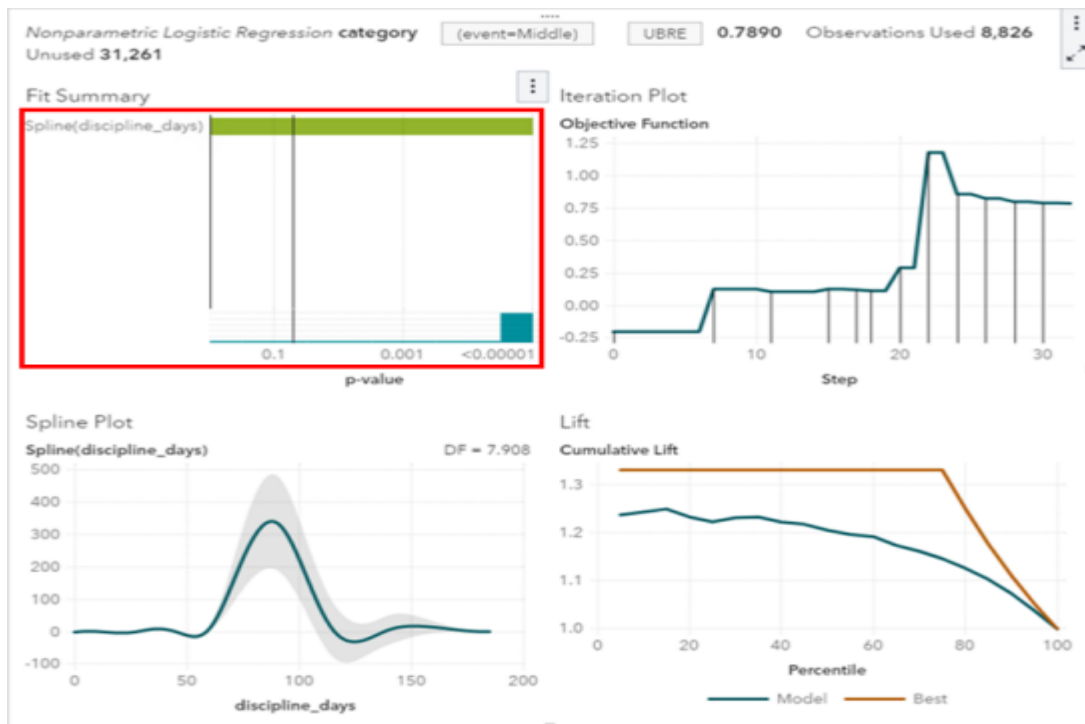 Nonparametric Logistic Regression category (event=Middle) UBRE 0.7890 Observations Used 8,826
Unused 31,261
Fit Summary
Spline(discipline_days)
0.1 0.001 <0.00001
p-value
Iteration Plot
Objective Function
1.25
1.00
0.75
0.50
0.25
0.00
-0.25
0 10 20 30
Step
Spline Plot
Spline(discipline_days) DF = 7.908
500
400
300
200
100
0
-100
0 50 100 150 200
discipline_days
Lift
Cumulative Lift
1.3
1.2
1.1
1.0
0 20 40 60 80 100
Percentile
Model Best